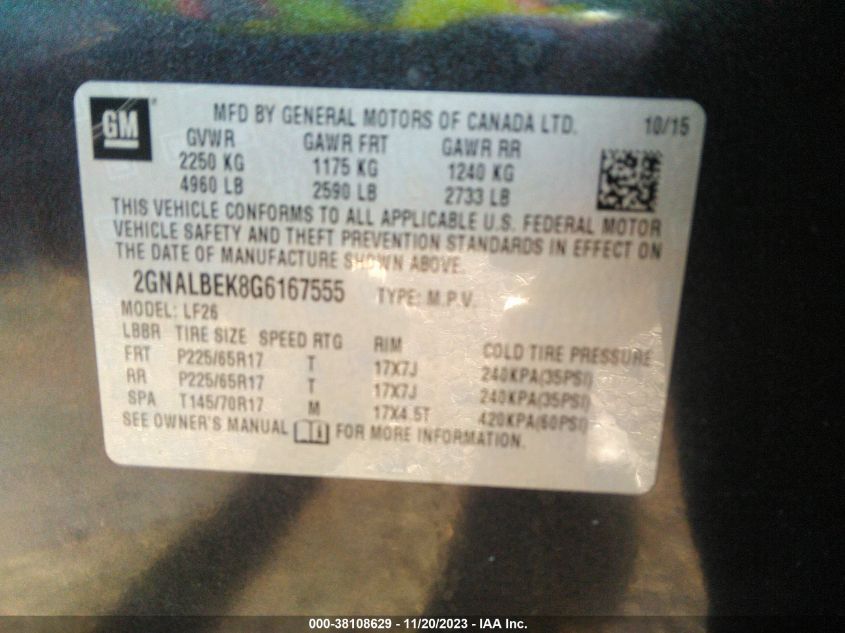 GM
MFD BY GENERAL MOTORS OF CANADA LTD. 10/15
GVWR GAWR FRT GAWR RR
2250 KG 1175 KG 1240 KG
4960 LB 2590 LB 2733 LB
THIS VEHICLE CONFORMS TO ALL APPLICABLE U.S. FEDERAL MOTOR
VEHICLE SAFETY AND THEFT PREVENTION STANDARDS IN EFFECT ON
THE DATE OF MANUFACTURE SHOWN ABOVE.
2GNALBEK8G6167555 TYPE: M.P.V.
MODEL: LF26
LBBR TIRE SIZE SPEED RTG RIM COLD TIRE PRESSURE
FRT P225/65R17 T 17X7J 240KPA(35PSI)
RR P225/65R17 T 17X7J 240KPA(35PSI)
SPA T145/70R17 M 17X4.5T 420KPA(60PSI)
SEE OWNER'S MANUAL FOR MORE INFORMATION.
000-38108629 - 11/20/2023 - IAA Inc.